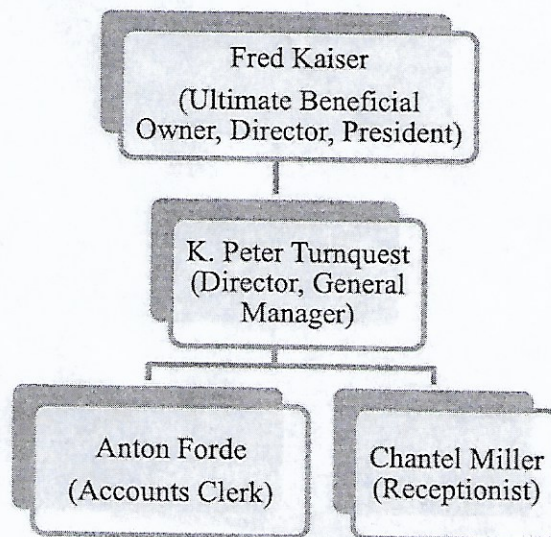 Fred Kaiser
(Ultimate Beneficial
Owner, Director, President)
K. Peter Turnquest
(Director, General
Manager)
Anton Forde
(Accounts Clerk)
Chantel Miller
(Receptionist)